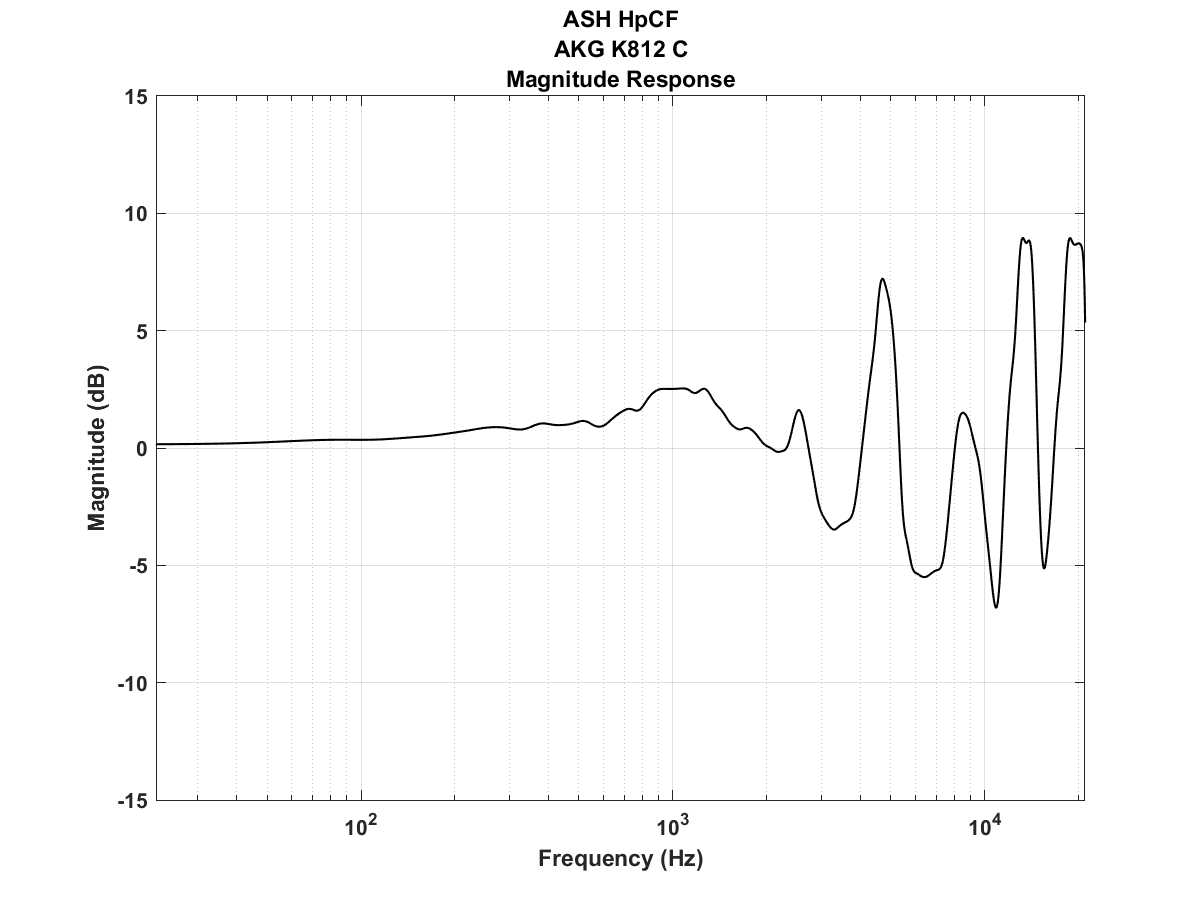 ASH HpCF
AKG K812 C
Magnitude Response
15
10
5
0
-5
-10
-15
Magnitude (dB)
10²
10³
10⁴
Frequency (Hz)